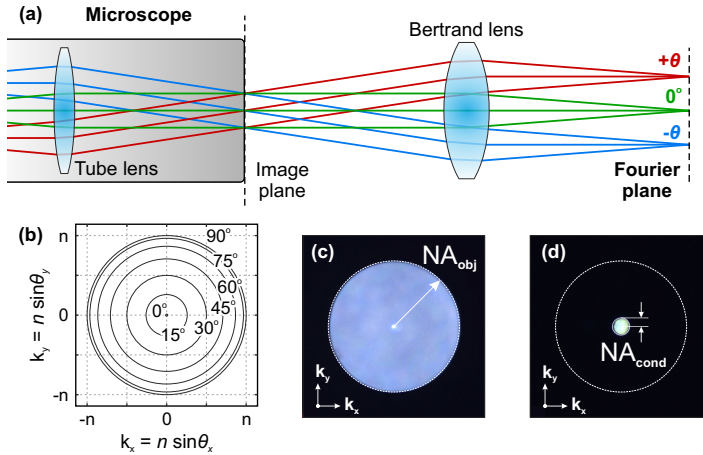 (a)
Microscope
Bertrand lens
+θ
0°
-θ
Tube lens
Image
plane
Fourier
plane
(b)
n
0
-n
k_y = n sinθ_y
90°
75°
60°
45°
30°
15°
0°
-n
0
n
k_x = n sinθ_x
(c)
NA_obj
k_y
k_x
(d)
NA_cond
k_y
k_x